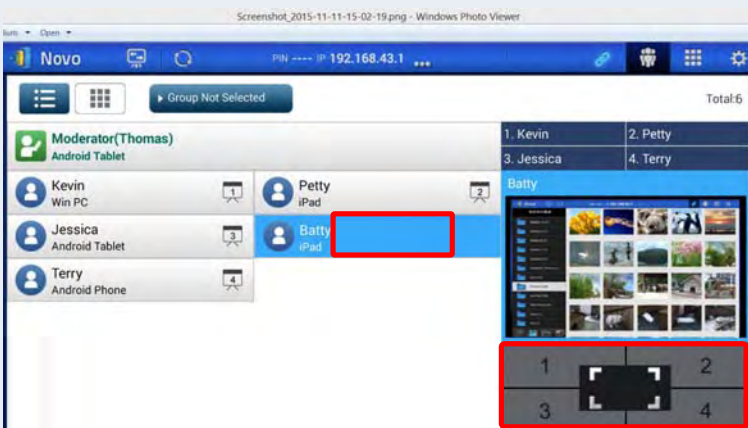 Screenshot_2015-11-11-15-02-19.png - Windows Photo Viewer
Open
Novo
PIN ---- IP 192.168.43.1 ...
Group Not Selected
Total:6
Moderator(Thomas)
Android Tablet
1. Kevin
2. Petty
3. Jessica
4. Terry
Kevin
Win PC
1
Petty
iPad
2
Batty
Jessica
Android Tablet
3
Batty
iPad
Terry
Android Phone
4
1
2
3
4